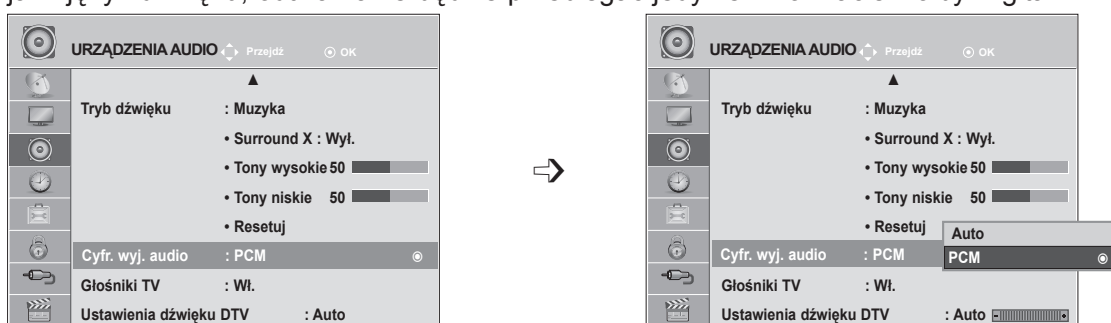 URZĄDZENIA AUDIO Przejdź OK
Tryb dźwięku : Muzyka
• Surround X : Wył.
• Tony wysokie 50
• Tony niskie 50
• Resetuj
Cyfr. wyj. audio : PCM
Głośniki TV : Wł.
Ustawienia dźwięku DTV : Auto
URZĄDZENIA AUDIO Przejdź OK
Tryb dźwięku : Muzyka
• Surround X : Wył.
• Tony wysokie 50
• Tony niskie 50
• Resetuj
Auto
Cyfr. wyj. audio : PCM
PCM
Głośniki TV : Wł.
Ustawienia dźwięku DTV : Auto